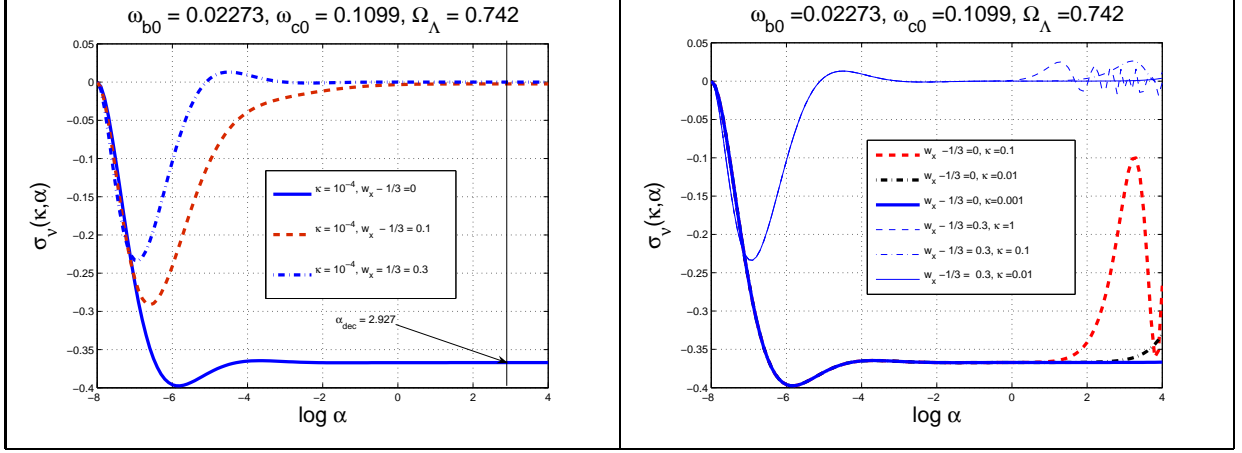 ω_b0 = 0.02273, ω_c0 = 0.1099, Ω_Λ = 0.742
0.05
0
−0.05
−0.1
−0.15
−0.2
−0.25
−0.3
−0.35
−0.4
σ_ν(κ,α)
κ = 10^−4, w_x − 1/3 =0
κ = 10^−4, w_x − 1/3 = 0.1
κ = 10^−4, w_x = 1/3 = 0.3
α_dec = 2.927
−8
−6
−4
−2
0
2
4
log α
ω_b0 =0.02273, ω_c0 =0.1099, Ω_Λ =0.742
0.05
0
−0.05
−0.1
−0.15
−0.2
−0.25
−0.3
−0.35
−0.4
σ_ν(κ,α)
w_x −1/3 =0, κ =0.1
w_x −1/3 =0, κ =0.01
w_x − 1/3 =0, κ=0.001
w_x − 1/3 =0.3, κ =1
w_x −1/3 =0.3, κ = 0.1
w_x −1/3 = 0.3, κ =0.01
−8
−6
−4
−2
0
2
4
log α